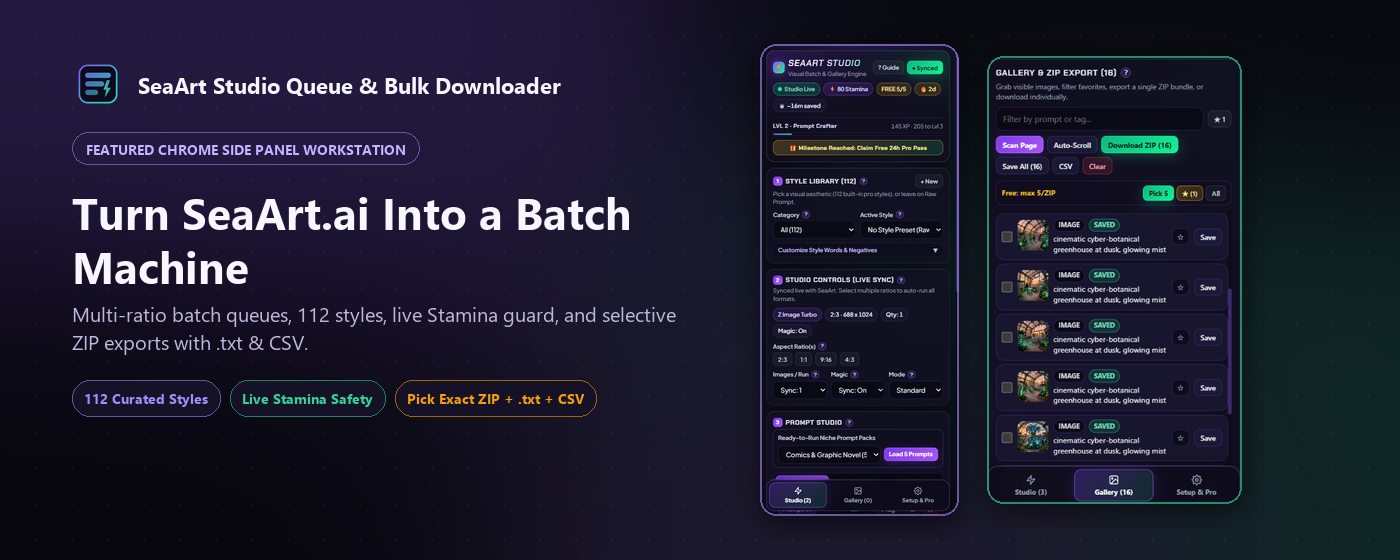 SeaArt Studio Queue & Bulk Downloader
FEATURED CHROME SIDE PANEL WORKSTATION
Turn SeaArt.ai Into a Batch
Machine
Multi-ratio batch queues, 112 styles, live Stamina guard, and selective
ZIP exports with .txt & CSV.
112 Curated Styles
Live Stamina Safety
Pick Exact ZIP + .txt + CSV
SEAART STUDIO
Visual Batch & Gallery Engine
? Guide
Synced
Studio Live
80 Stamina
FREE 5/5
2d
~16m saved
LVL 2 · Prompt Crafter
145 XP · 205 to Lvl 3
Milestone Reached: Claim Free 24h Pro Pass
1 STYLE LIBRARY (112) ?
+ New
Pick a visual aesthetic (112 built-in pro styles), or leave on Raw
Prompt.
Category ?
Active Style ?
All (112)
No Style Preset (Rav
Customize Style Words & Negatives
2 STUDIO CONTROLS (LIVE SYNC) ?
Synced live with SeaArt. Select multiple ratios to auto-run all
formats.
Z Image Turbo
2:3 · 688 x 1024
Qty: 1
Magic: On
Aspect Ratio(s) ?
2:3
1:1
9:16
4:3
Images / Run ?
Magic ?
Mode ?
Sync: 1
Sync: On
Standard
3 PROMPT STUDIO ?
Ready-to-Run Niche Prompt Packs
Comics & Graphic Novel (5
Load 5 Prompts
Studio (2)
Gallery (0)
Setup & Pro
GALLERY & ZIP EXPORT (16) ?
Grab visible images, filter favorites, export a single ZIP bundle, or
download individually.
Filter by prompt or tag...
★ 1
Scan Page
Auto-Scroll
Download ZIP (16)
Save All (16)
CSV
Clear
Free: max 5/ZIP
Pick 5
★ (1)
All
IMAGE SAVED
cinematic cyber-botanical
greenhouse at dusk, glowing mist
Save
IMAGE SAVED
cinematic cyber-botanical
greenhouse at dusk, glowing mist
Save
IMAGE SAVED
cinematic cyber-botanical
greenhouse at dusk, glowing mist
Save
IMAGE SAVED
cinematic cyber-botanical
greenhouse at dusk, glowing mist
Save
IMAGE SAVED
cinematic cyber-botanical
greenhouse at dusk, glowing mist
Save
Studio (3)
Gallery (16)
Setup & Pro